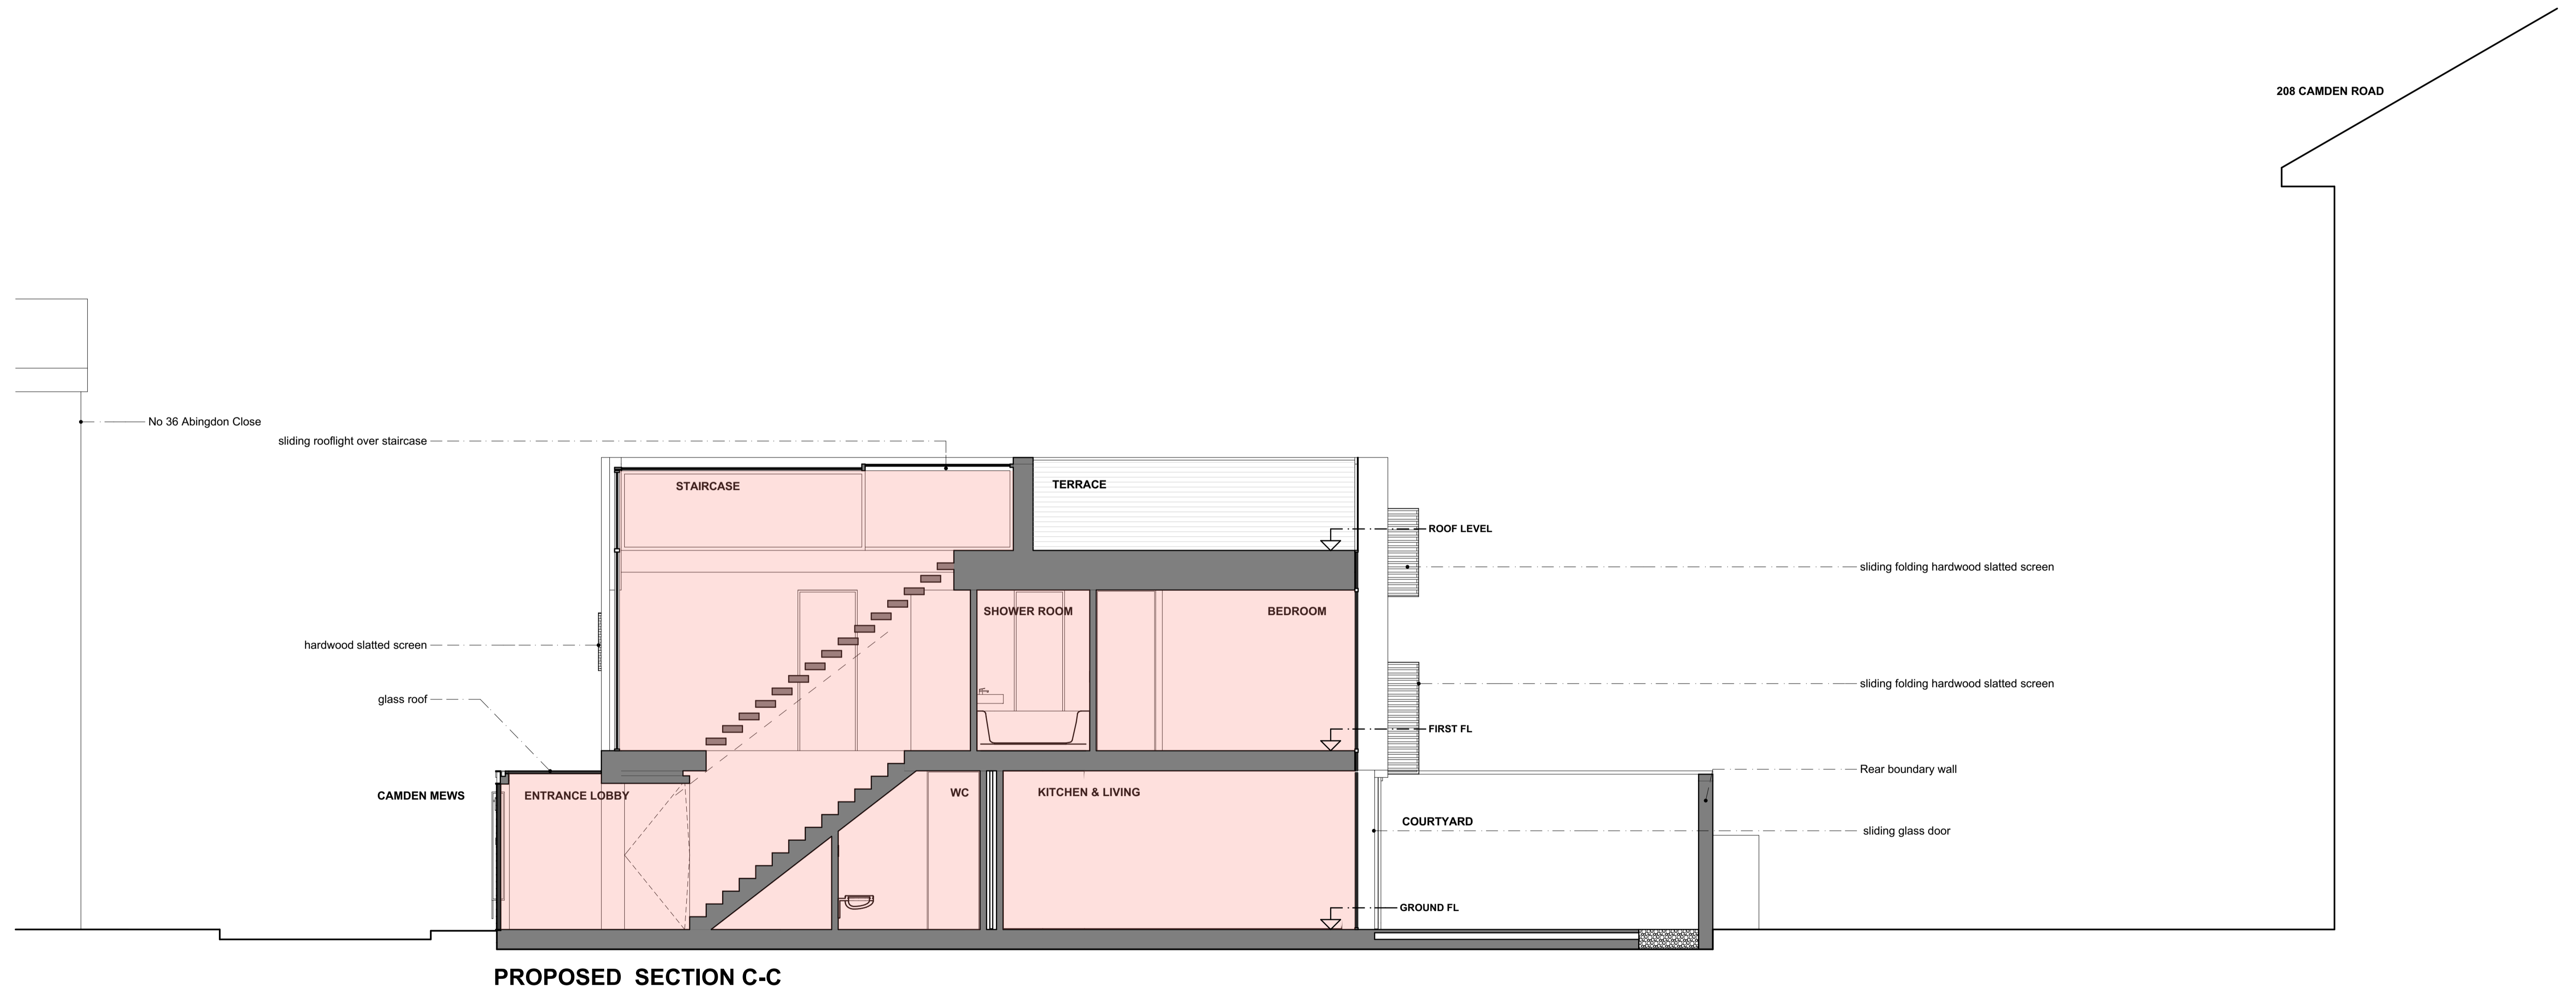 208 CAMDEN ROAD
No 36 Abingdon Close
sliding rooflight over staircase
STAIRCASE
TERRACE
ROOF LEVEL
sliding folding hardwood slatted screen
SHOWER ROOM
BEDROOM
hardwood slatted screen
sliding folding hardwood slatted screen
glass roof
FIRST FL
Rear boundary wall
CAMDEN MEWS
ENTRANCE LOBBY
WC
KITCHEN & LIVING
COURTYARD
sliding glass door
GROUND FL
PROPOSED SECTION C-C